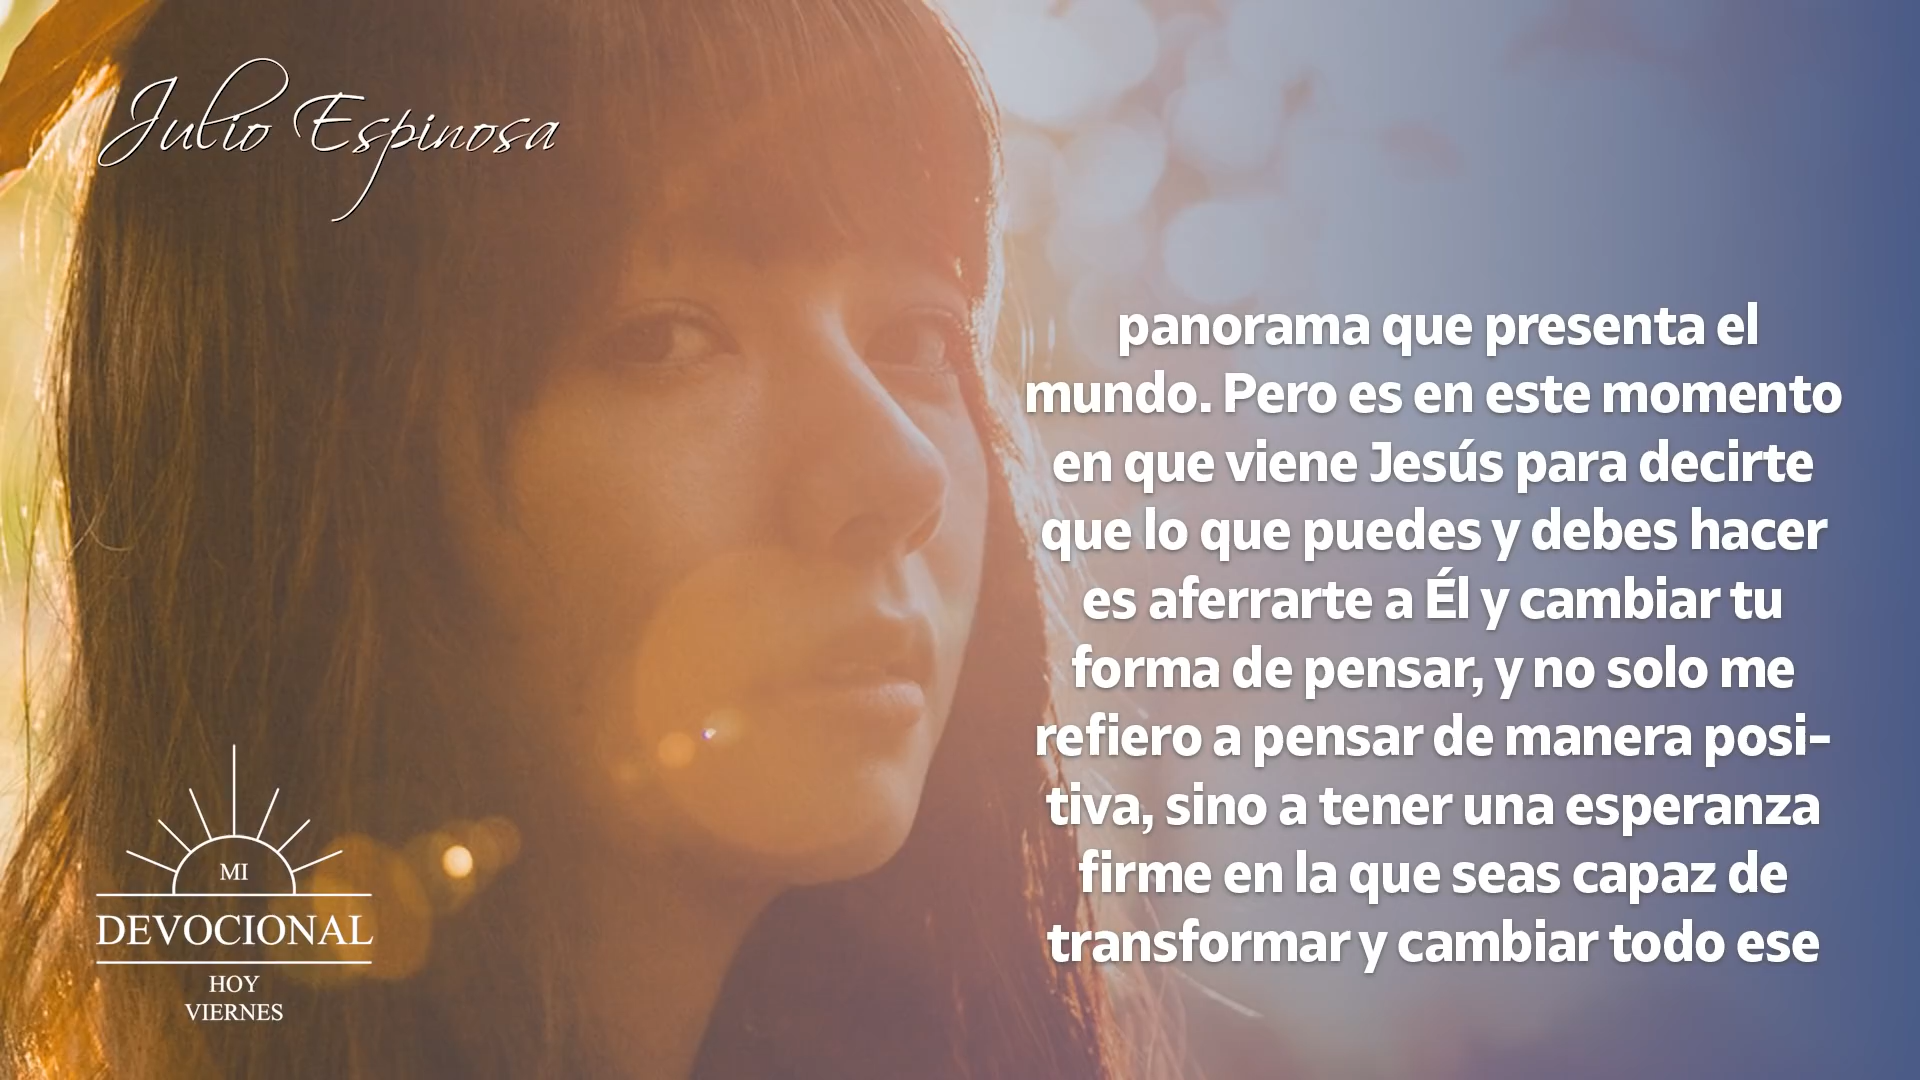 Julio Espinosa
panorama que presenta el
mundo. Pero es en este momento
en que viene Jesús para decirte
que lo que puedes y debes hacer
es aferrarte a Él y cambiar tu
forma de pensar, y no solo me
refiero a pensar de manera posi-
tiva, sino a tener una esperanza
firme en la que seas capaz de
transformar y cambiar todo ese
MI
DEVOCIONAL
HOY
VIERNES